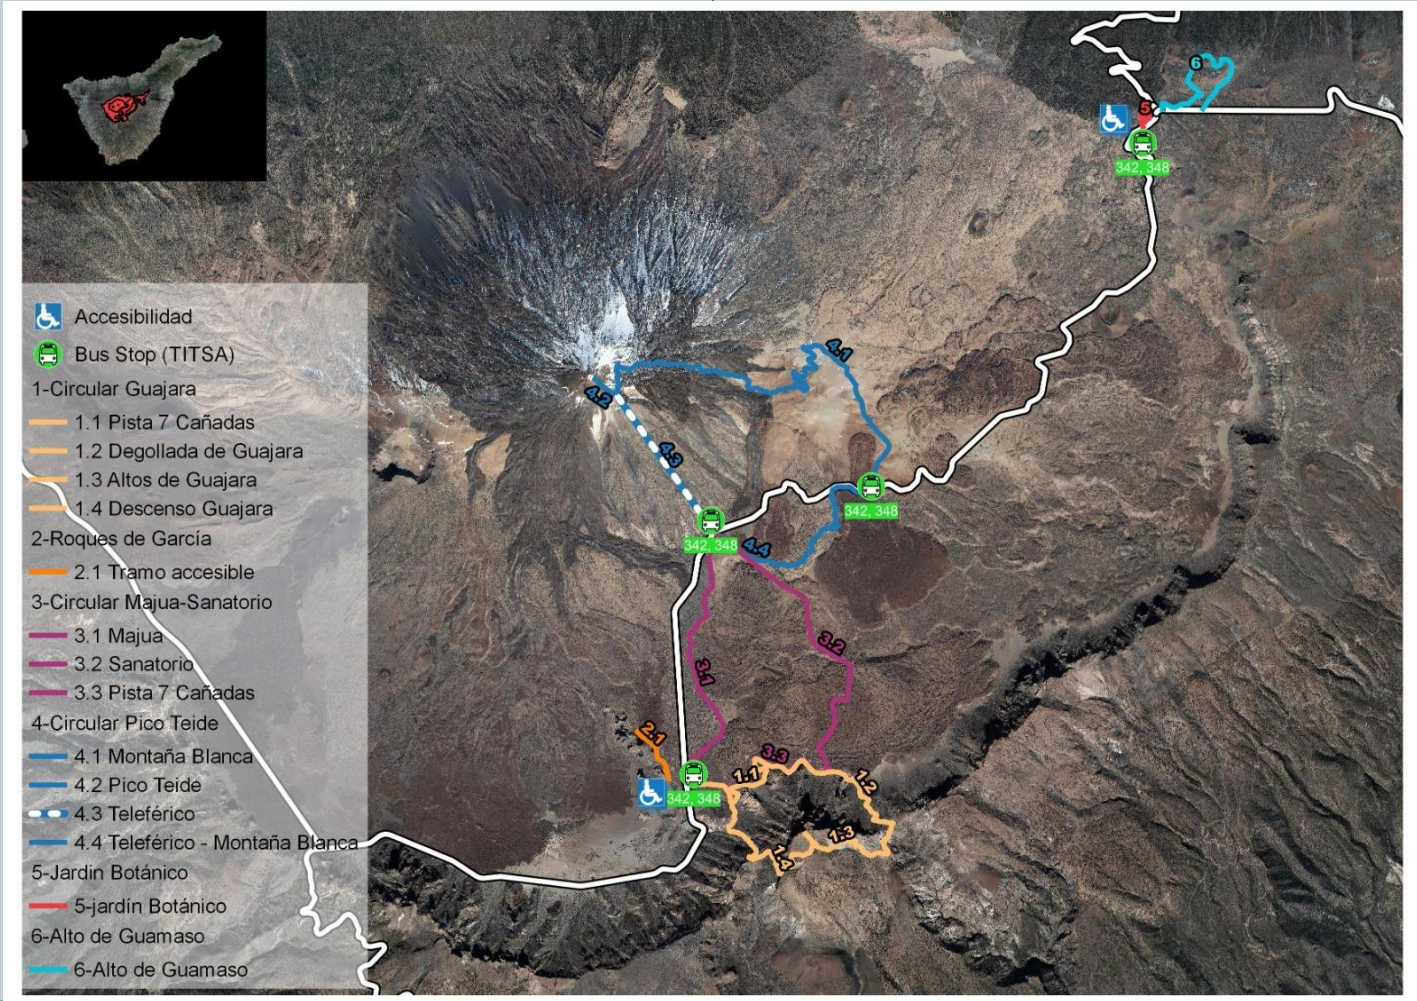 Accesibilidad
Bus Stop (TITSA)
1-Circular Guajara
1.1 Pista 7 Cañadas
1.2 Degollada de Guajara
1.3 Altos de Guajara
1.4 Descenso Guajara
2-Roques de García
2.1 Tramo accesible
3-Circular Majua-Sanatorio
3.1 Majua
3.2 Sanatorio
3.3 Pista 7 Cañadas
4-Circular Pico Teide
4.1 Montaña Blanca
4.2 Pico Teide
4.3 Teleférico
4.4 Teleférico - Montaña Blanca
5-Jardin Botánico
5-jardín Botánico
6-Alto de Guamaso
6-Alto de Guamaso
6
5
342, 348
4.1
4.2
4.3
342, 348
342, 348
4.4
3.2
3.1
2.1
3.3
1.1
1.2
342, 348
1.3
1.4